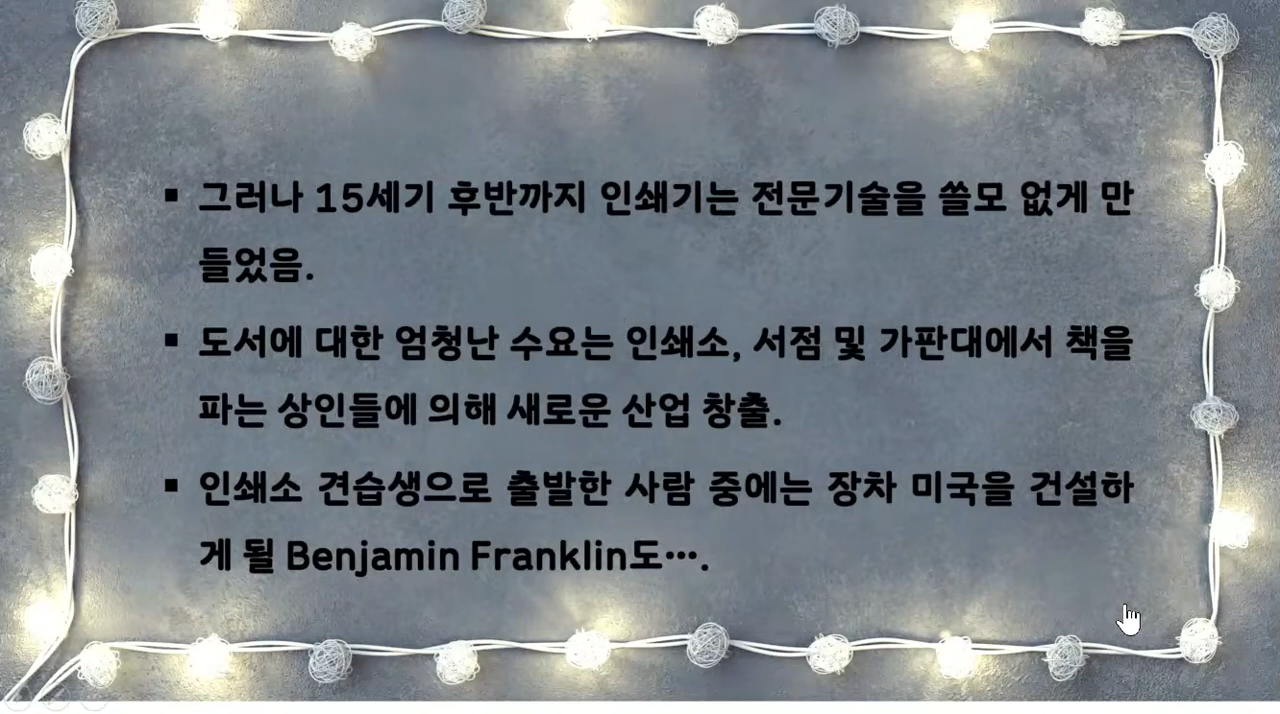 ▪ 그러나 15세기 후반까지 인쇄기는 전문기술을 쓸모 없게 만
들었음.
▪ 도서에 대한 엄청난 수요는 인쇄소, 서점 및 가판대에서 책을
파는 상인들에 의해 새로운 산업 창출.
▪ 인쇄소 견습생으로 출발한 사람 중에는 장차 미국을 건설하
게 될 Benjamin Franklin도….